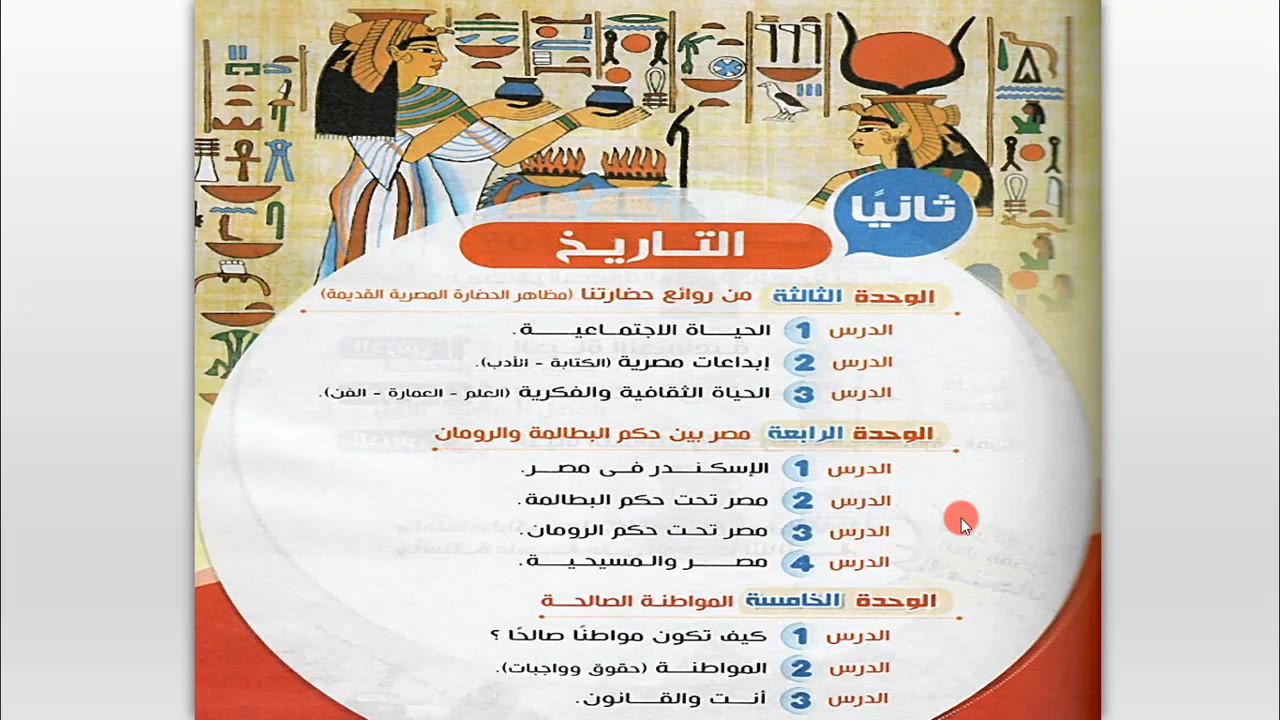 ثانيًا
التاريخ
الوحدة الثالثة من روائع حضارتنا (مظاهر الحضارة المصرية القديمة)
الدرس 1 الحياة الاجتماعية.
الدرس 2 إبداعات مصرية (الكتابة - الأدب).
الدرس 3 الحياة الثقافية والفكرية (العلم - العمارة - الفن).
الوحدة الرابعة مصر بين حكم البطالمة والرومان
الدرس 1 الإسكندر فى مصر.
الدرس 2 مصر تحت حكم البطالمة.
الدرس 3 مصر تحت حكم الرومان.
الدرس 4 مصر والمسيحية.
الوحدة الخامسة المواطنة الصالحة
الدرس 1 كيف تكون مواطنًا صالحًا ؟
الدرس 2 المواطنة (حقوق وواجبات).
الدرس 3 أنت والقانون.